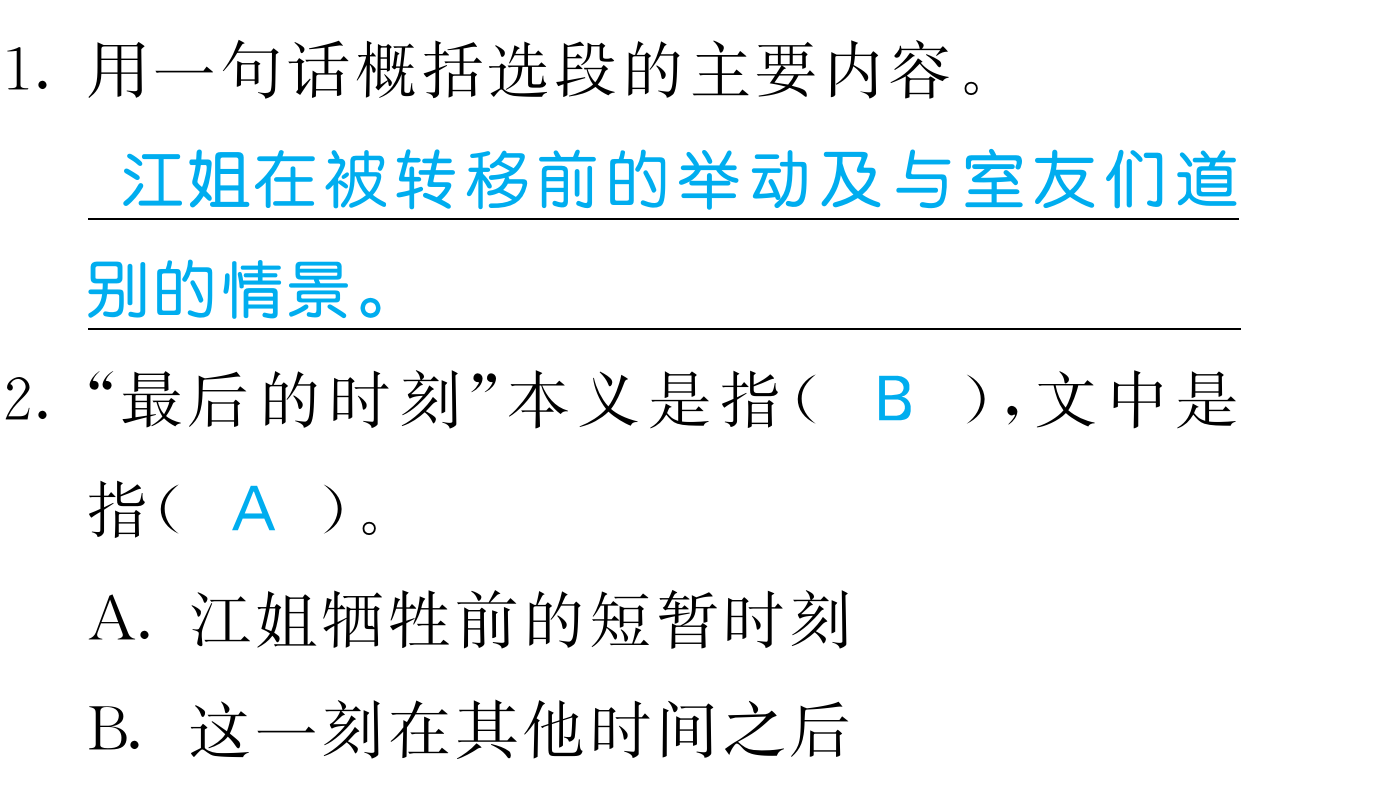 1. 用一句话概括选段的主要内容。
江姐在被转移前的举动及与室友们道
别的情景。
2. “最后的时刻”本义是指( B ),文中是
指( A )。
A. 江姐牺牲前的短暂时刻
B. 这一刻在其他时间之后